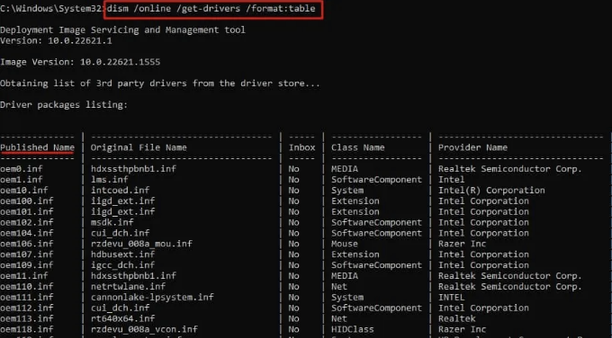 C:\Windows\System32>dism /online /get-drivers /format:table
Deployment Image Servicing and Management tool
Version: 10.0.22621.1
Image Version: 10.0.22621.1555
Obtaining list of 3rd party drivers from the driver store...
Driver packages listing:
Published Name | Original File Name | Inbox | Class Name | Provider Name
oem0.inf | hdxssthpbnb1.inf | No | MEDIA | Realtek Semiconductor Corp.
oem1.inf | lms.inf | No | SoftwareComponent | Intel
oem10.inf | intcoed.inf | No | System | Intel(R) Corporation
oem100.inf | iigd_ext.inf | No | Extension | Intel Corporation
oem101.inf | iigd_ext.inf | No | Extension | Intel Corporation
oem102.inf | msdk.inf | No | SoftwareComponent | Intel Corporation
oem104.inf | cui_dch.inf | No | SoftwareComponent | Intel Corporation
oem106.inf | rzdevu_008a_mou.inf | No | Mouse | Razer Inc
oem107.inf | hdbusext.inf | No | Extension | Intel Corporation
oem109.inf | igcc_dch.inf | No | SoftwareComponent | Intel Corporation
oem11.inf | hdxssthpbnb1.inf | No | MEDIA | Realtek Semiconductor Corp.
oem110.inf | netrtwlane.inf | No | Net | Realtek Semiconductor Corp.
oem111.inf | cannonlake-lpsystem.inf | No | System | INTEL
oem112.inf | cui_dch.inf | No | SoftwareComponent | Intel Corporation
oem113.inf | rt640x64.inf | No | Net | Realtek
oem118.inf | rzdevu_008a_vcon.inf | No | HIDClass | Razer Inc